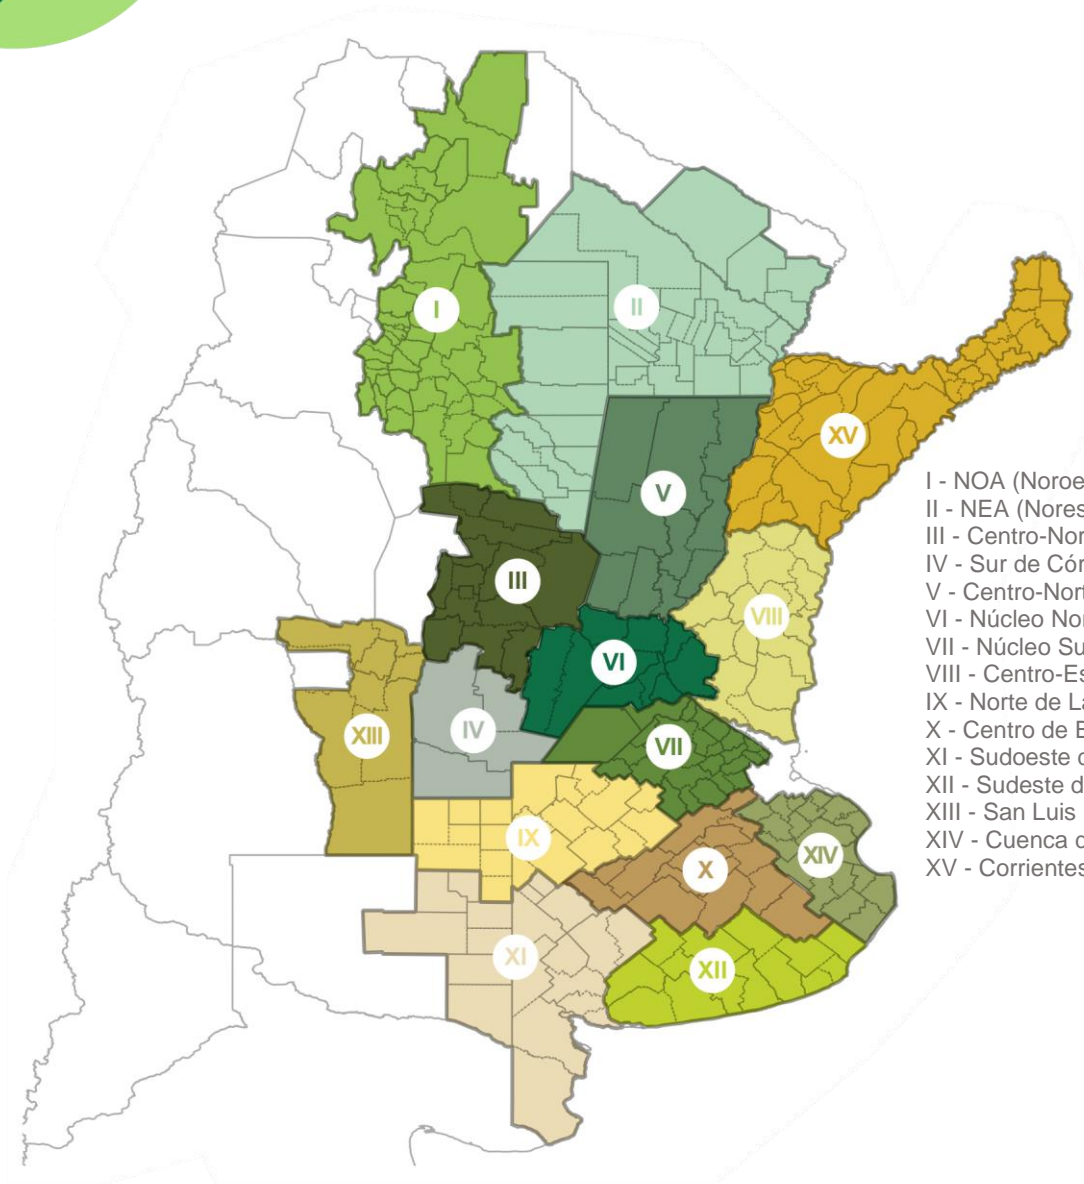 I
II
XV
V
III
VIII
VI
IV
XIII
VII
IX
XIV
X
XI
XII
I - NOA (Noroe
II - NEA (Nores
III - Centro-Nor
IV - Sur de Cór
V - Centro-Nort
VI - Núcleo Nor
VII - Núcleo Su
VIII - Centro-Es
IX - Norte de La
X - Centro de B
XI - Sudoeste d
XII - Sudeste d
XIII - San Luis
XIV - Cuenca d
XV - Corrientes